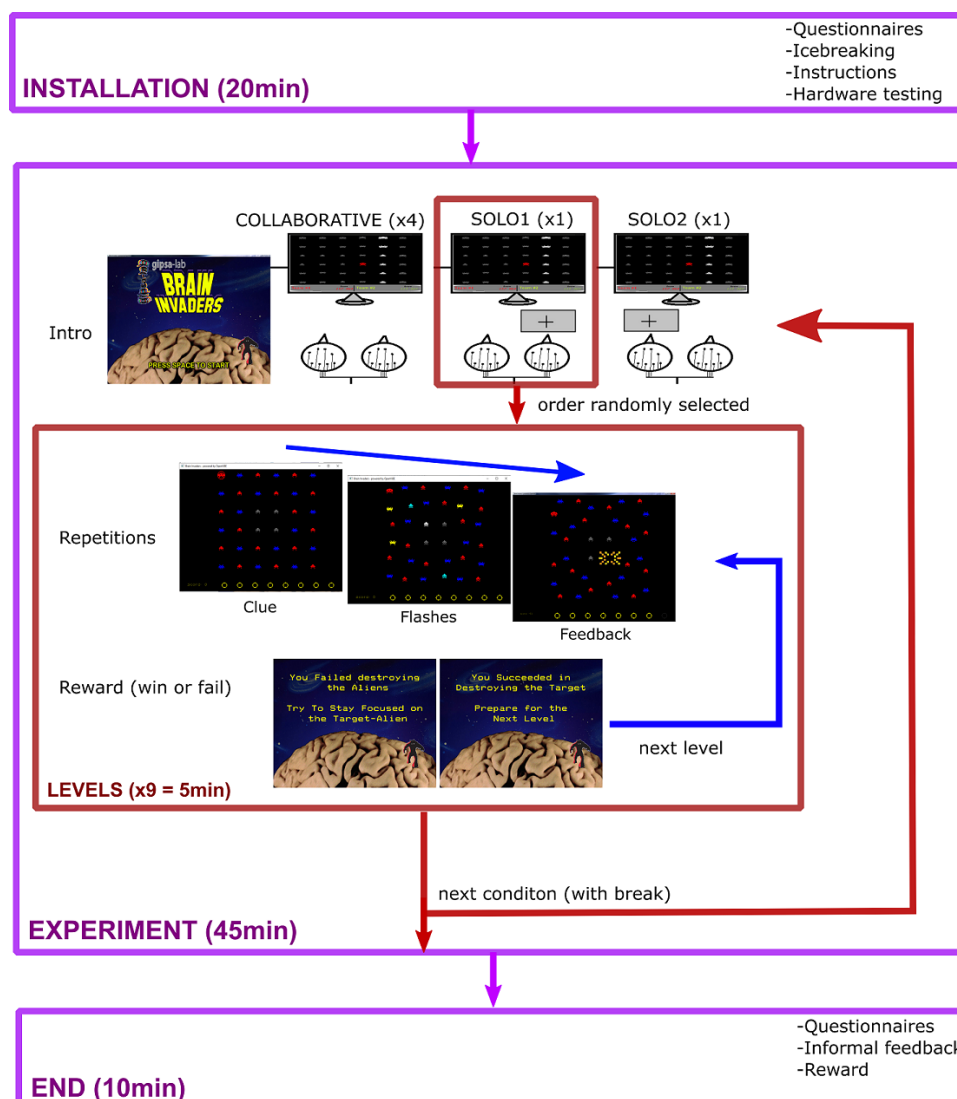 -Questionnaires
-Icebreaking
-Instructions
-Hardware testing
INSTALLATION (20min)
COLLABORATIVE (x4)
SOLO1 (x1)
SOLO2 (x1)
gipsa-lab
BRAIN
INVADERS
PRESS SPACE TO START
Intro
order randomly selected
Repetitions
Clue
Flashes
Feedback
Reward (win or fail)
You Failed destroying
the Aliens
Try To Stay Focused on
the Target-Alien
You Succeeded in
Destroying the Target
Prepare for the
Next Level
next level
LEVELS (x9 = 5min)
next conditon (with break)
EXPERIMENT (45min)
-Questionnaires
-Informal feedback
-Reward
END (10min)